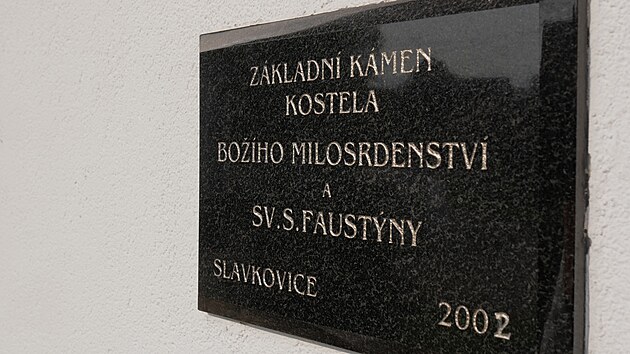 ZÁKLADNÍ KÁMEN
KOSTELA
BOŽÍHO MILOSRDENSTVÍ
A
SV. S. FAUSTÝNY
SLAVKOVICE
2002